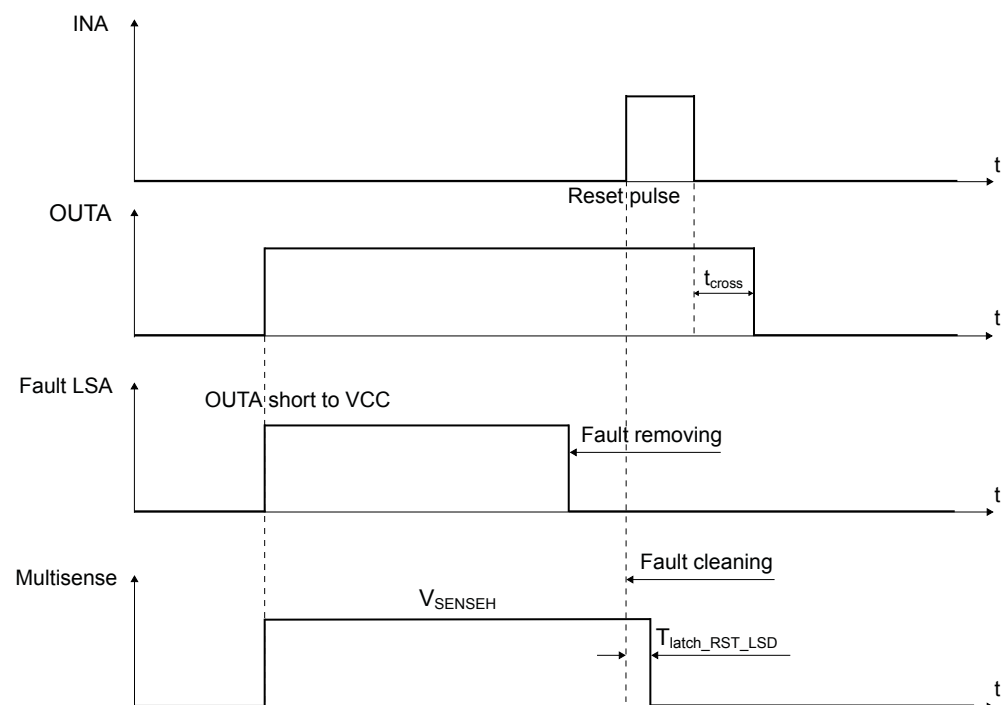 INA
t
Reset pulse
OUTA
tcross
t
Fault LSA
OUTA short to VCC
Fault removing
t
Fault cleaning
Multisense
VSENSEH
Tlatch_RST_LSD
t